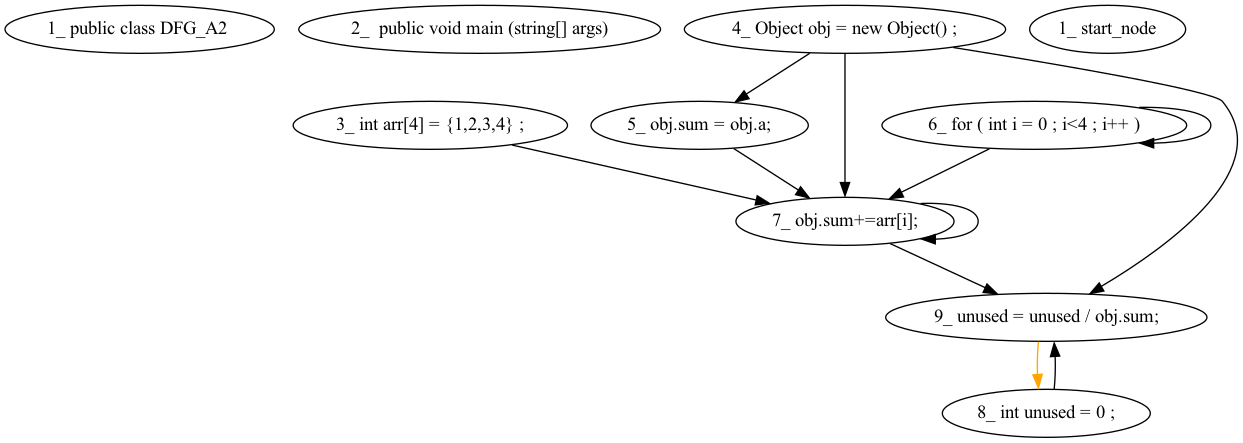 1_ public class DFG_A2
2_ public void main (string[] args)
4_ Object obj = new Object() ;
1_ start_node
3_ int arr[4] = {1,2,3,4} ;
5_ obj.sum = obj.a;
6_ for ( int i = 0 ; i<4 ; i++ )
7_ obj.sum+=arr[i];
9_ unused = unused / obj.sum;
8_ int unused = 0 ;